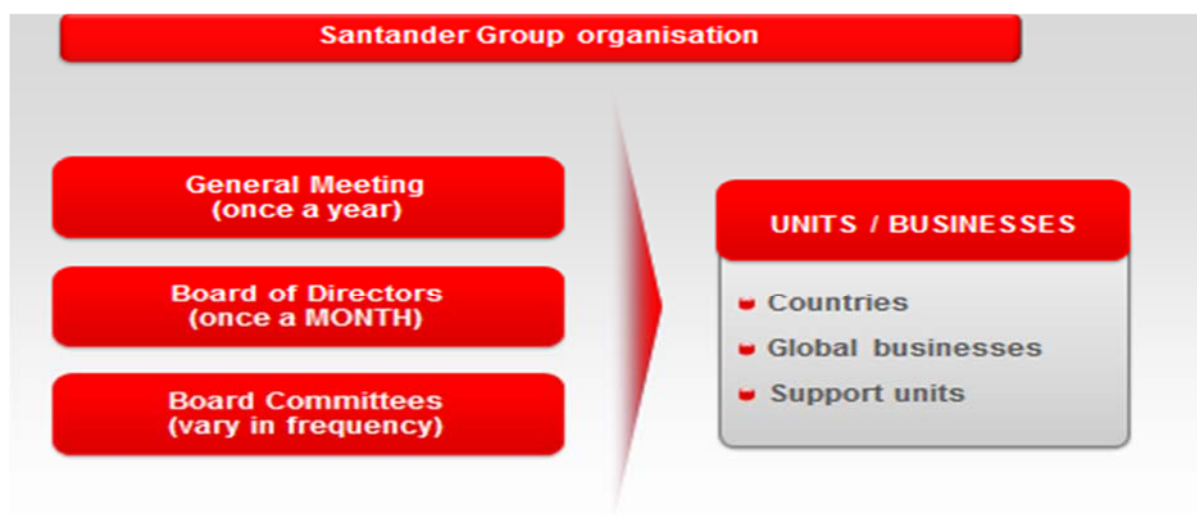 Santander Group organisation
General Meeting
(once a year)
Board of Directors
(once a MONTH)
Board Committees
(vary in frequency)
UNITS / BUSINESSES
Countries
Global businesses
Support units